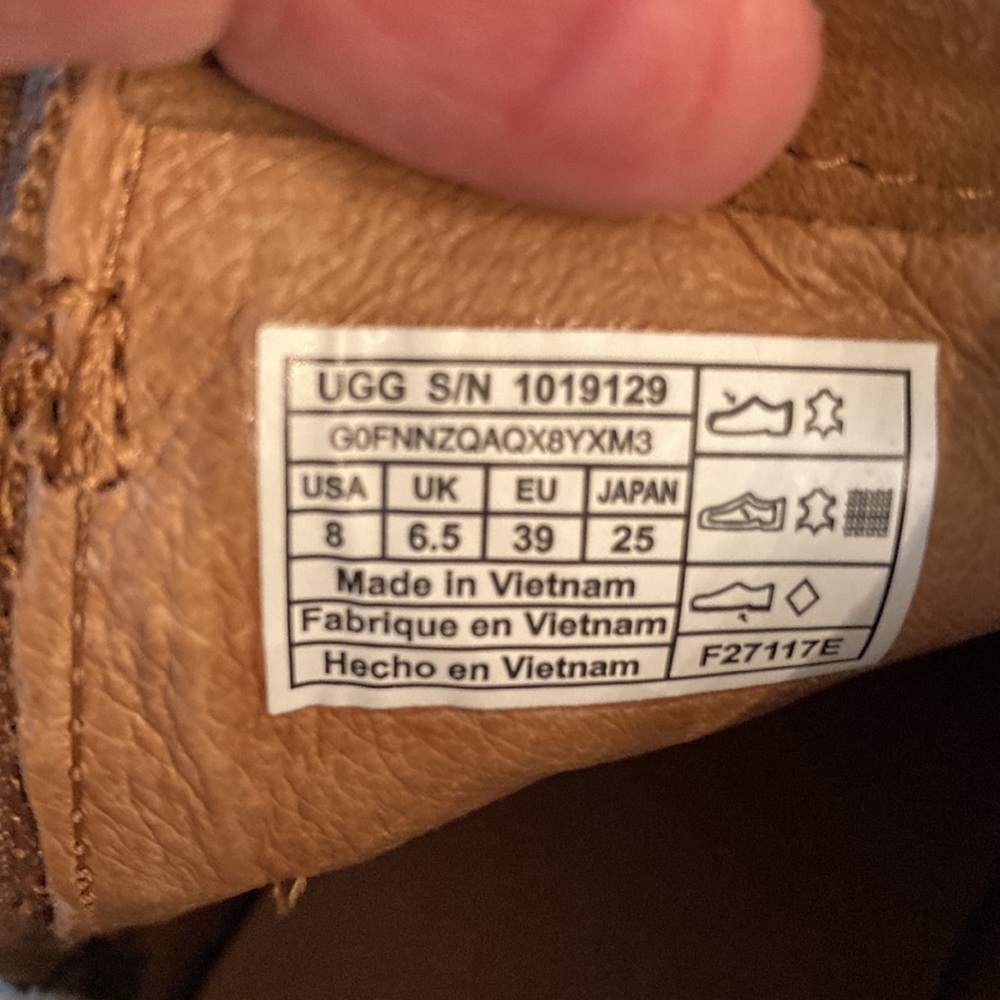 UGG S/N 1019129
G0FNNZQAQX8YXM3
USA UK EU JAPAN
8 6.5 39 25
Made in Vietnam
Fabrique en Vietnam
Hecho en Vietnam
F27117E